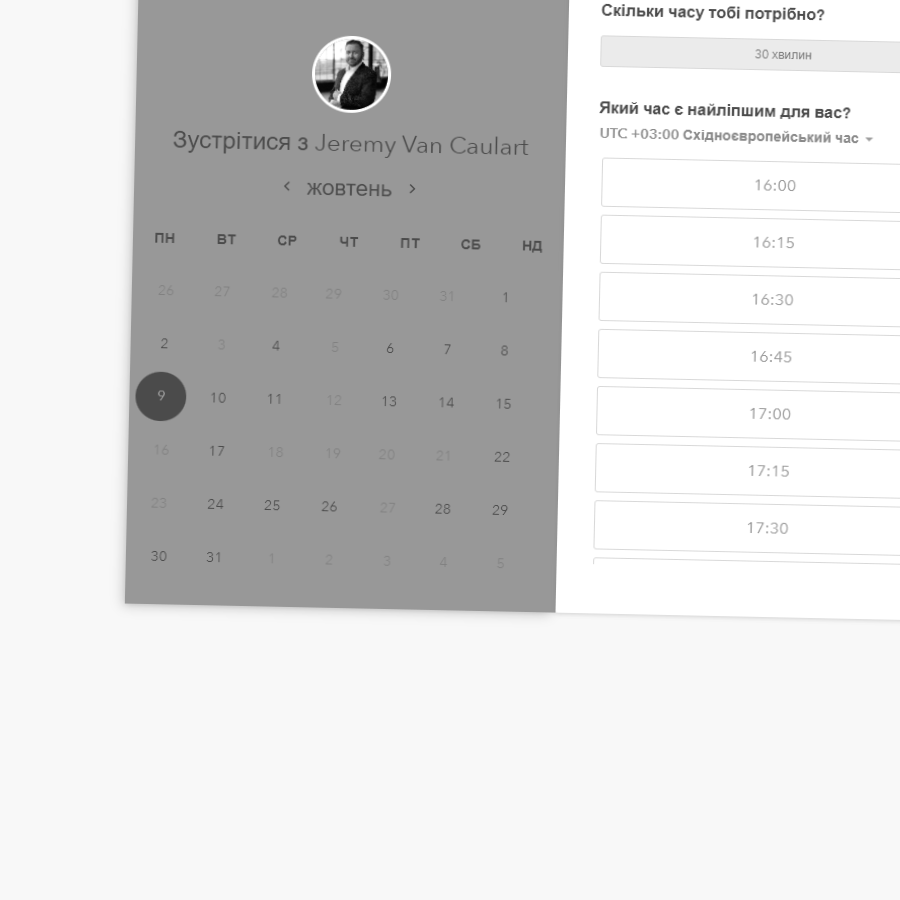 Зустрітися з Jeremy Van Caulart
‹ жовтень ›
ПН ВТ СР ЧТ ПТ СБ НД
26 27 28 29 30 31 1
2 3 4 5 6 7 8
9 10 11 12 13 14 15
16 17 18 19 20 21 22
23 24 25 26 27 28 29
30 31 1 2 3 4 5
Скільки часу тобі потрібно?
30 хвилин
Який час є найліпшим для вас?
UTC +03:00 Східноєвропейський час
16:00
16:15
16:30
16:45
17:00
17:15
17:30